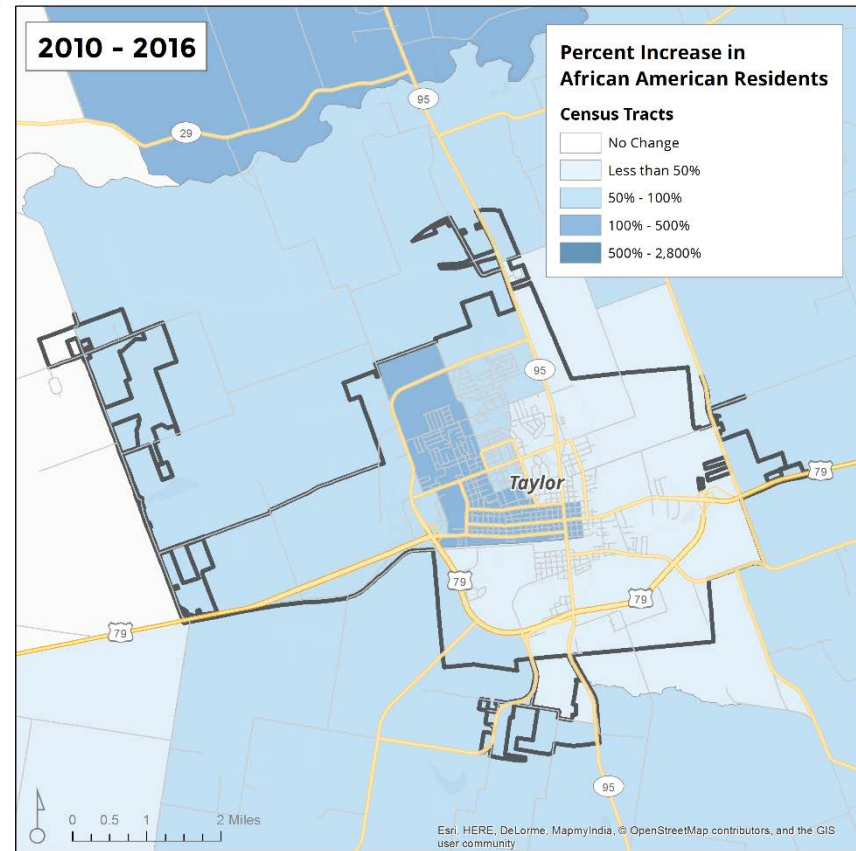 2010 - 2016
Percent Increase in
African American Residents
Census Tracts
No Change
Less than 50%
50% - 100%
100% - 500%
500% - 2,800%
95
29
95
Taylor
79
79
79
79
95
0 0.5 1 2 Miles
Esri, HERE, DeLorme, MapmyIndia, © OpenStreetMap contributors, and the GIS
user community